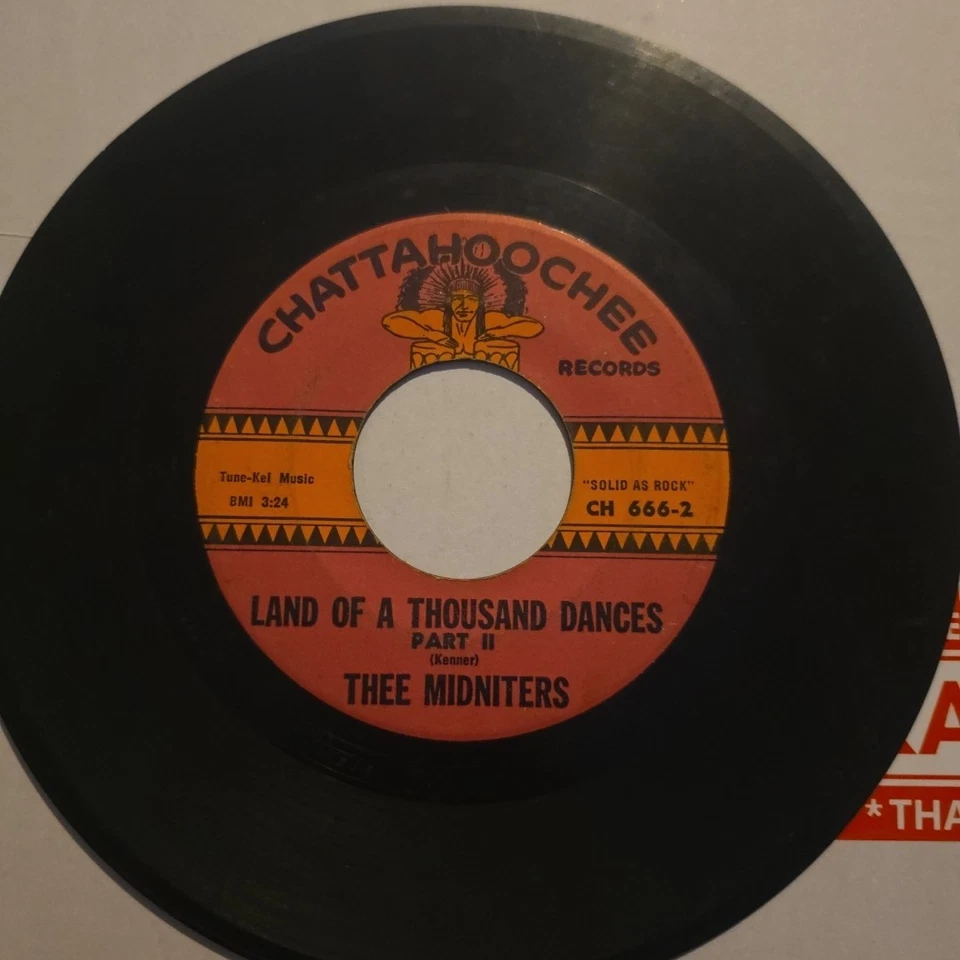 CHATTAHOOCHEE
RECORDS
Tune-Kel Music
BMI 3:24
"SOLID AS ROCK"
CH 666-2
LAND OF A THOUSAND DANCES
PART II
(Kenner)
THEE MIDNITERS
* THA